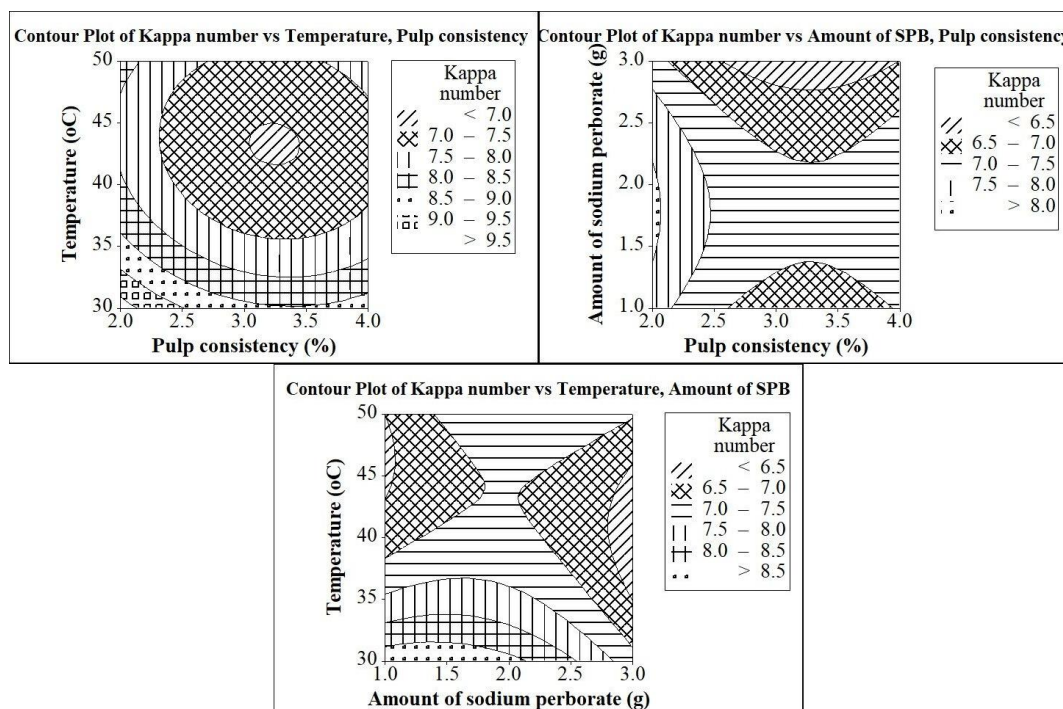 Contour Plot of Kappa number vs Temperature, Pulp consistency
50
45
40
35
30
2.0 2.5 3.0 3.5 4.0
Temperature (oC)
Pulp consistency (%)
Kappa
number
< 7.0
7.0 – 7.5
7.5 – 8.0
8.0 – 8.5
8.5 – 9.0
9.0 – 9.5
> 9.5
Contour Plot of Kappa number vs Amount of SPB, Pulp consistency
3.0
2.5
2.0
1.5
1.0
2.0 2.5 3.0 3.5 4.0
Amount of sodium perborate (g)
Pulp consistency (%)
Kappa
number
< 6.5
6.5 – 7.0
7.0 – 7.5
7.5 – 8.0
> 8.0
Contour Plot of Kappa number vs Temperature, Amount of SPB
50
45
40
35
30
1.0 1.5 2.0 2.5 3.0
Temperature (oC)
Amount of sodium perborate (g)
Kappa
number
< 6.5
6.5 – 7.0
7.0 – 7.5
7.5 – 8.0
8.0 – 8.5
> 8.5